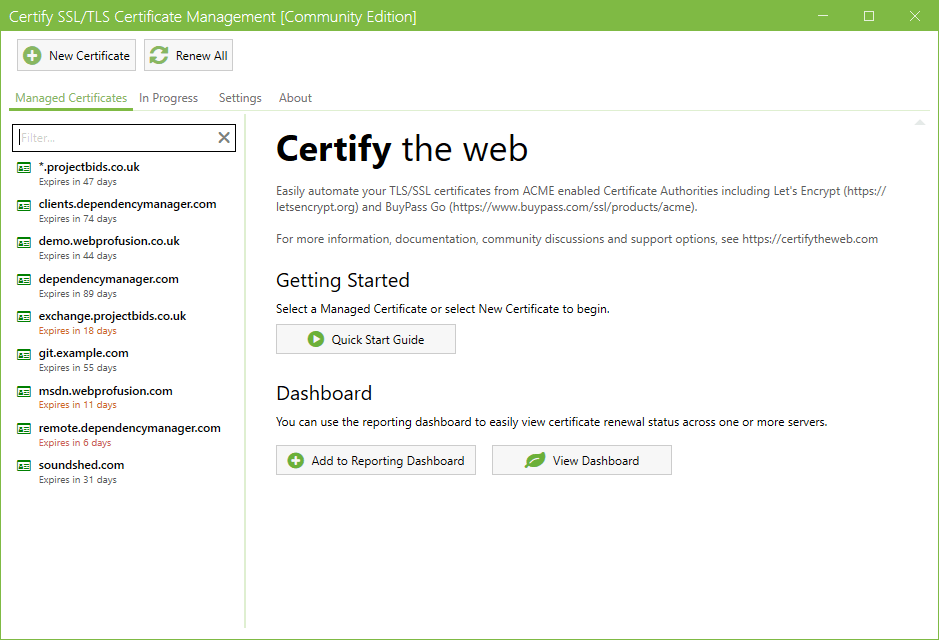 Certify SSL/TLS Certificate Management [Community Edition]
New Certificate
Renew All
Managed Certificates
In Progress
Settings
About
Filter...
*.projectbids.co.uk
Expires in 47 days
clients.dependencymanager.com
Expires in 74 days
demo.webprofusion.co.uk
Expires in 44 days
dependencymanager.com
Expires in 89 days
exchange.projectbids.co.uk
Expires in 18 days
git.example.com
Expires in 55 days
msdn.webprofusion.com
Expires in 11 days
remote.dependencymanager.com
Expires in 6 days
soundshed.com
Expires in 31 days
Certify the web
Easily automate your TLS/SSL certificates from ACME enabled Certificate Authorities including Let's Encrypt (https://
letsencrypt.org) and BuyPass Go (https://www.buypass.com/ssl/products/acme).
For more information, documentation, community discussions and support options, see https://certifytheweb.com
Getting Started
Select a Managed Certificate or select New Certificate to begin.
Quick Start Guide
Dashboard
You can use the reporting dashboard to easily view certificate renewal status across one or more servers.
Add to Reporting Dashboard
View Dashboard